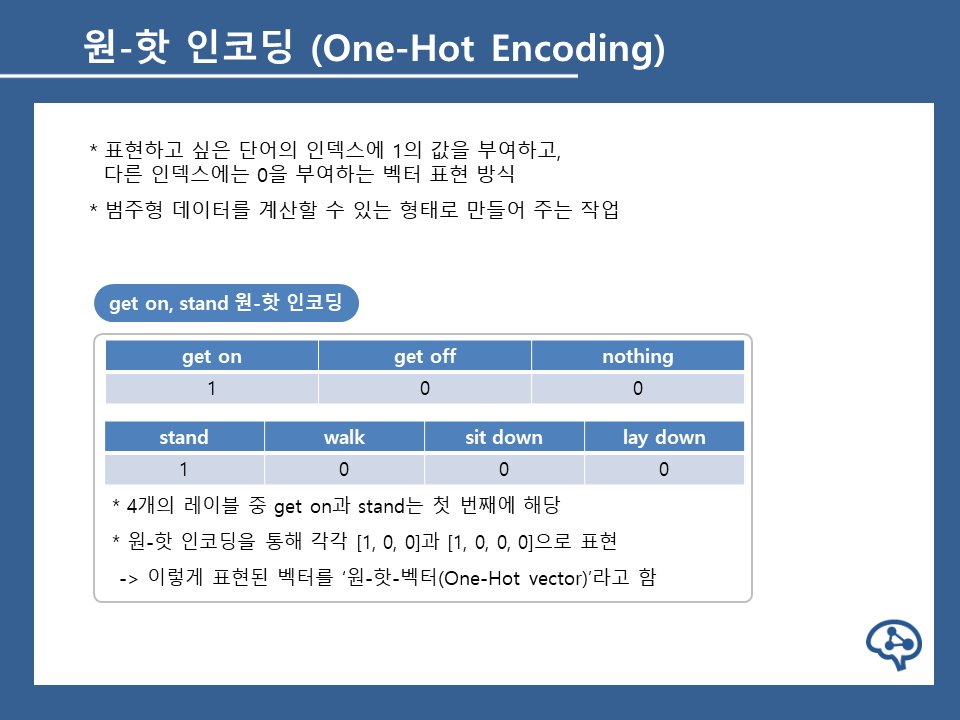 원-핫 인코딩 (One-Hot Encoding)
* 표현하고 싶은 단어의 인덱스에 1의 값을 부여하고,
다른 인덱스에는 0을 부여하는 벡터 표현 방식
* 범주형 데이터를 계산할 수 있는 형태로 만들어 주는 작업
get on, stand 원-핫 인코딩
get on get off nothing
1 0 0
stand walk sit down lay down
1 0 0 0
* 4개의 레이블 중 get on과 stand는 첫 번째에 해당
* 원-핫 인코딩을 통해 각각 [1, 0, 0]과 [1, 0, 0, 0]으로 표현
-> 이렇게 표현된 벡터를 ‘원-핫-벡터(One-Hot vector)’라고 함